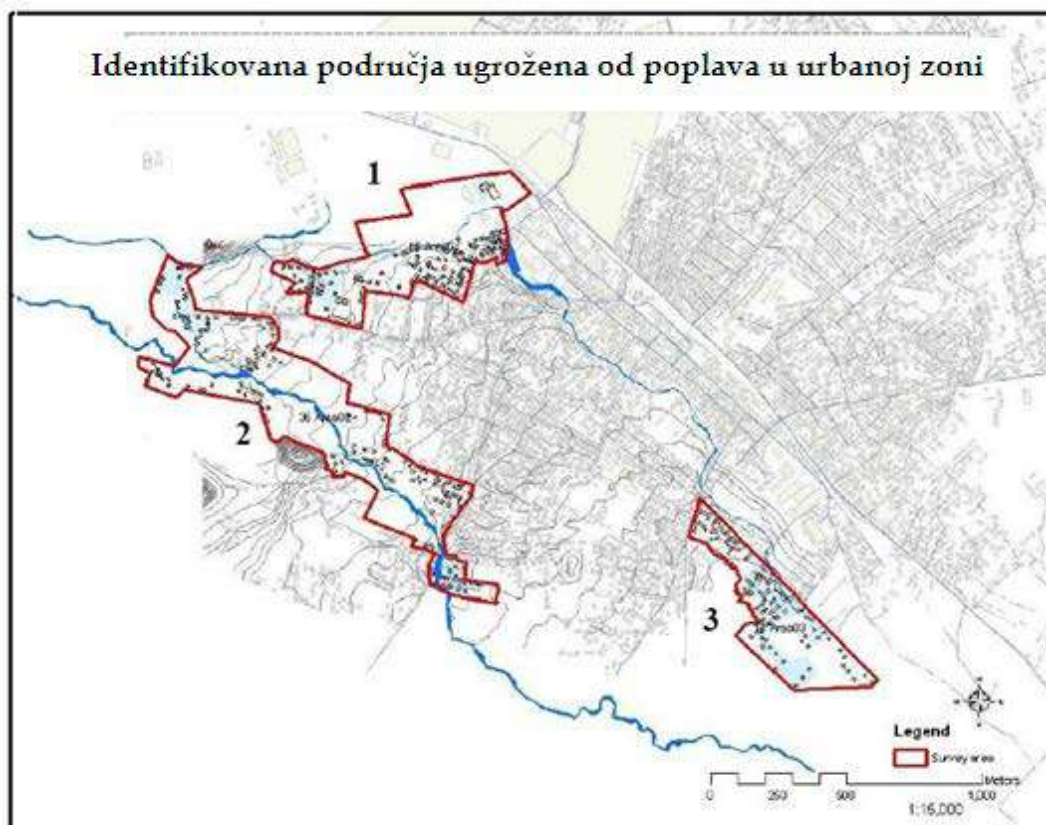 Identifikovana područja ugrožena od poplava u urbanoj zoni
1
2
3
Legend
Survey area
Meters
0 250 500 1,000
1:16,000